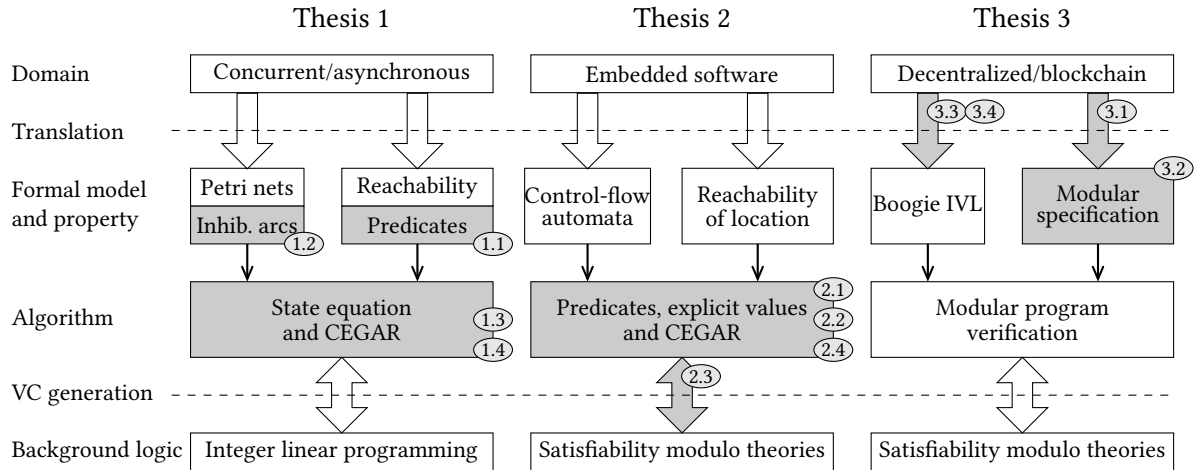 Thesis 1
Thesis 2
Thesis 3
Domain
Concurrent/asynchronous
Embedded software
Decentralized/blockchain
3.3 3.4
3.1
Translation
Formal model
and property
Petri nets
Inhib. arcs
1.2
Reachability
Predicates
1.1
Control-flow
automata
Reachability
of location
Boogie IVL
Modular
specification
3.2
Algorithm
State equation
and CEGAR
1.3
1.4
Predicates, explicit values
and CEGAR
2.1
2.2
2.4
Modular program
verification
VC generation
2.3
Background logic
Integer linear programming
Satisfiability modulo theories
Satisfiability modulo theories